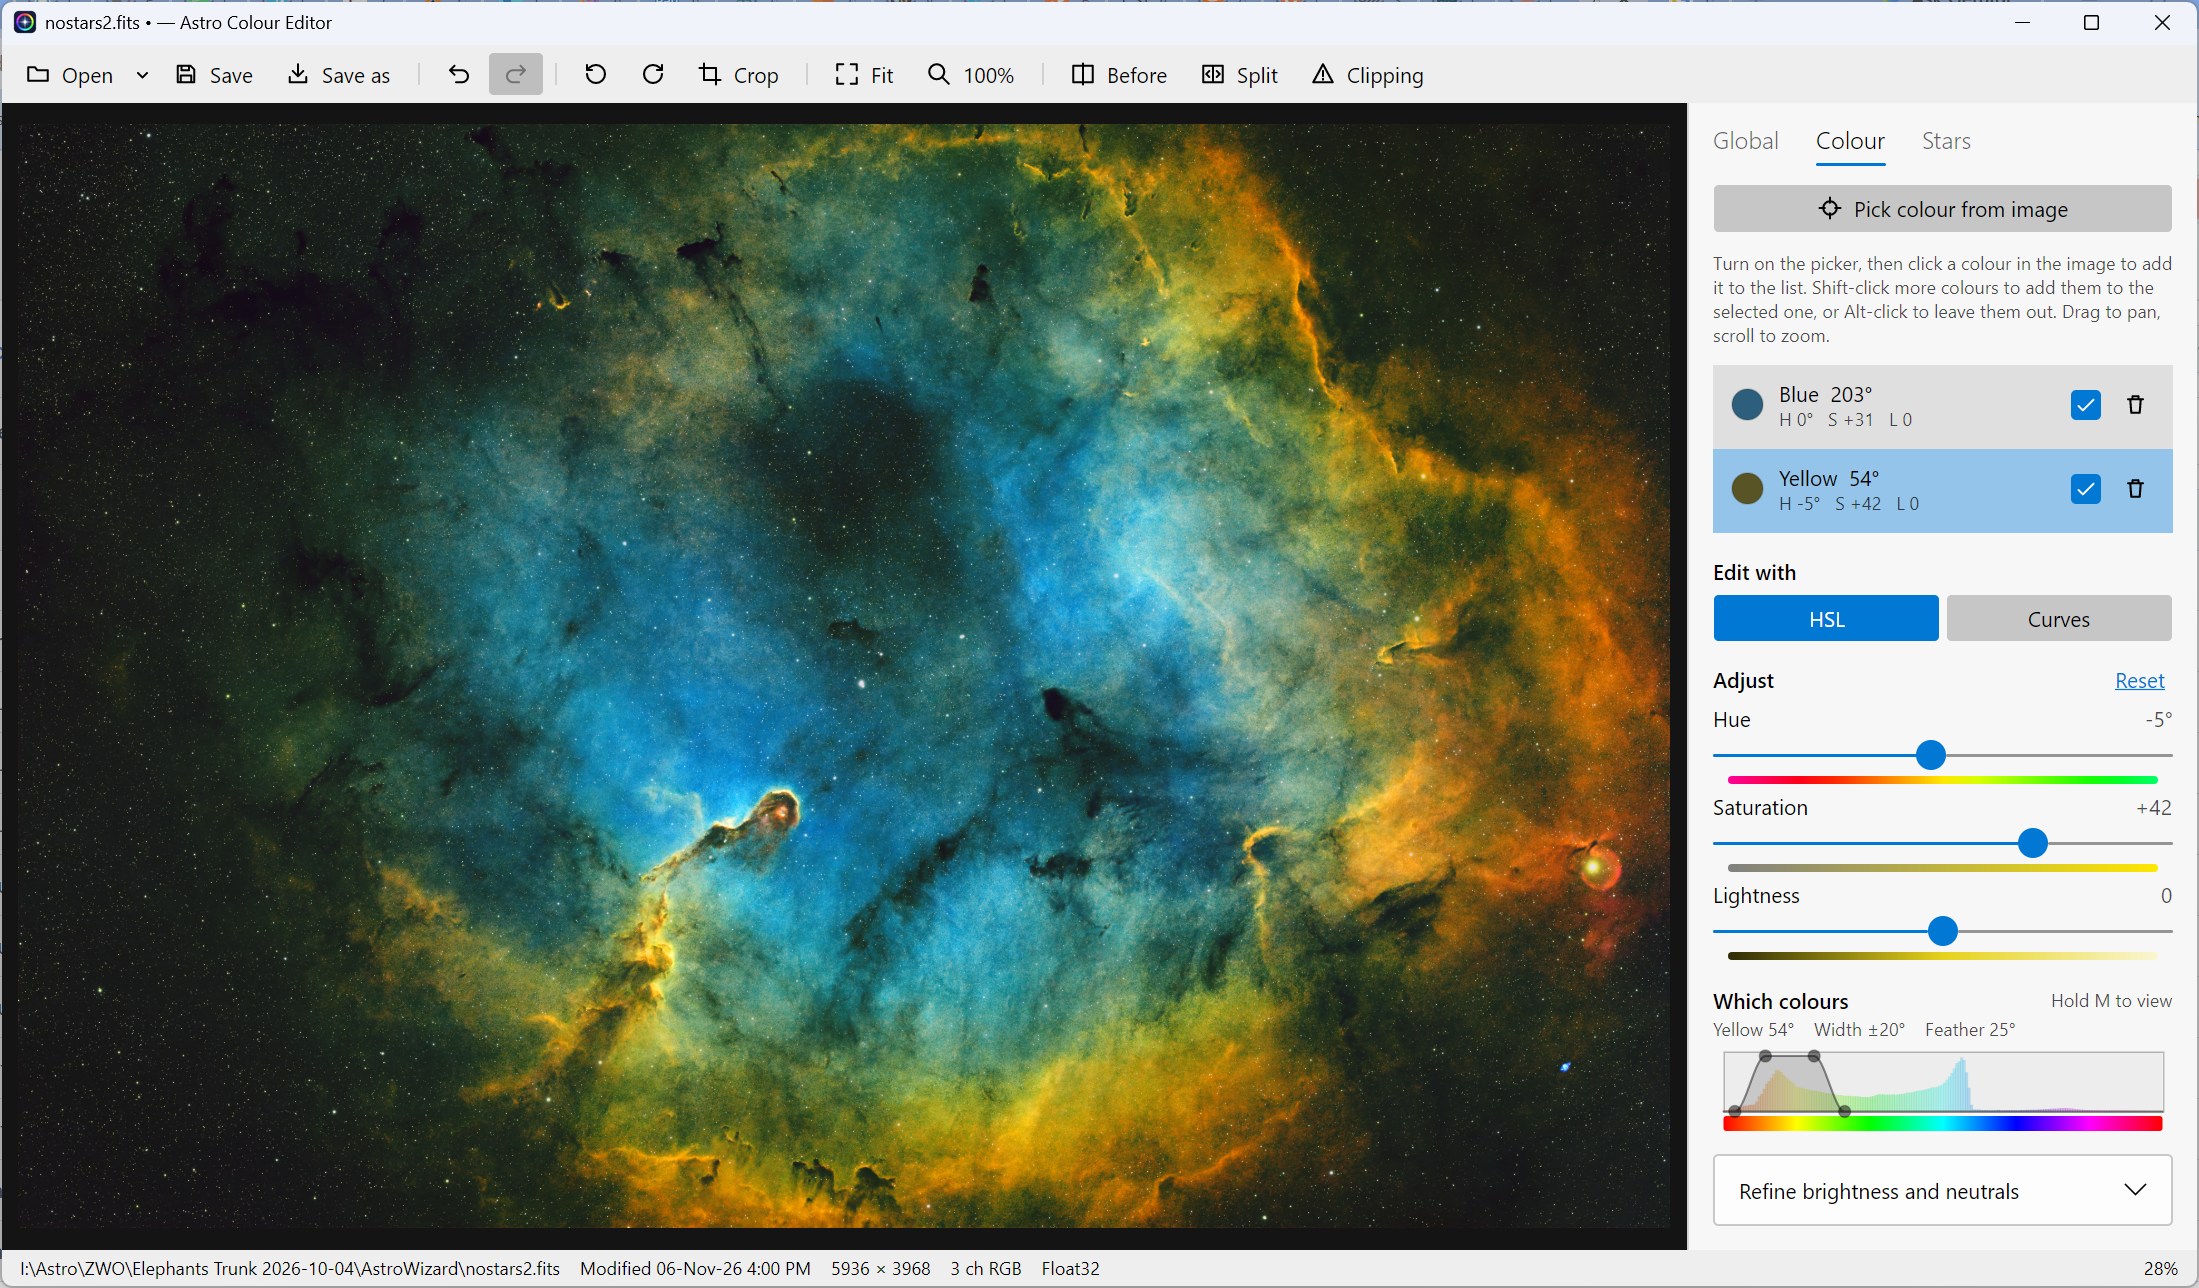 nostars2.fits • — Astro Colour Editor
Open Save Save as Crop Fit 100% Before Split Clipping
Global Colour Stars
Pick colour from image
Turn on the picker, then click a colour in the image to add
it to the list. Shift-click more colours to add them to the
selected one, or Alt-click to leave them out. Drag to pan,
scroll to zoom.
Blue 203°
H 0° S +31 L 0
Yellow 54°
H -5° S +42 L 0
Edit with
HSL Curves
Adjust Reset
Hue -5°
Saturation +42
Lightness 0
Which colours Hold M to view
Yellow 54° Width ±20° Feather 25°
Refine brightness and neutrals
I:\Astro\ZWO\Elephants Trunk 2026-10-04\AstroWizard\nostars2.fits Modified 06-Nov-26 4:00 PM 5936 × 3968 3 ch RGB Float32 28%